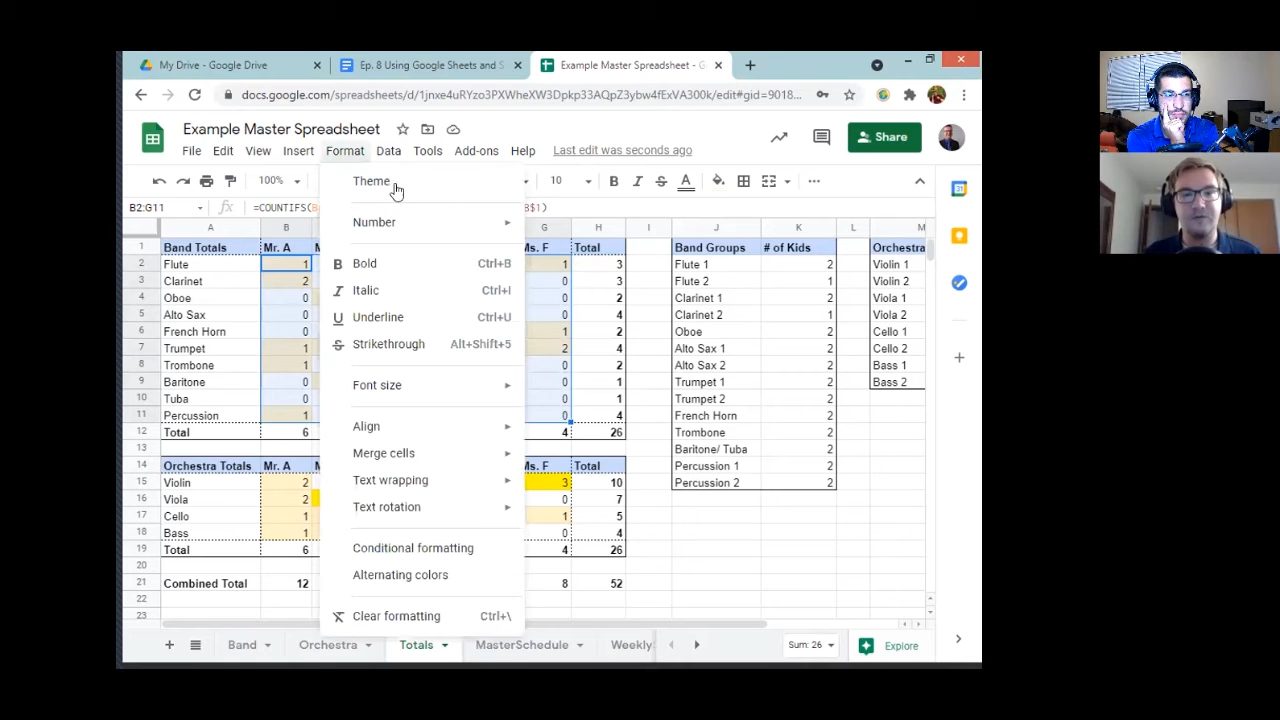 My Drive - Google Drive
Ep. 8 Using Google Sheets and S
Example Master Spreadsheet - G
Example Master Spreadsheet
Share
File Edit View Insert Format Data Tools Add-ons Help Last edit was seconds ago
100% 10 B I S A
B2:G11 fx =COUNTIFS( B$1)
Theme
Number
B Bold Ctrl+B
I Italic Ctrl+I
U Underline Ctrl+U
S Strikethrough Alt+Shift+5
Font size
Align
Merge cells
Text wrapping
Text rotation
Conditional formatting
Alternating colors
Clear formatting Ctrl+\
A B G H I J K L M
1 Band Totals Mr. A Ms. F Total Band Groups # of Kids Orchestra
2 Flute 1 1 3 Flute 1 2 Violin 1
3 Clarinet 2 0 3 Flute 2 1 Violin 2
4 Oboe 0 0 2 Clarinet 1 2 Viola 1
5 Alto Sax 0 0 4 Clarinet 2 1 Viola 2
6 French Horn 0 1 2 Oboe 2 Cello 1
7 Trumpet 1 2 4 Alto Sax 1 2 Cello 2
8 Trombone 1 0 2 Alto Sax 2 2 Bass 1
9 Baritone 0 0 1 Trumpet 1 2 Bass 2
10 Tuba 0 0 1 Trumpet 2 2
11 Percussion 1 0 4 French Horn 2
12 Total 6 4 26 Trombone 2
13 Baritone/ Tuba 2
14 Orchestra Totals Mr. A Ms. F Total Percussion 1 2
15 Violin 2 3 10 Percussion 2 2
16 Viola 2 0 7
17 Cello 1 1 5
18 Bass 1 0 4
19 Total 6 4 26
20
21 Combined Total 12 8 52
22
23
Band Orchestra Totals MasterSchedule Weekly Sum: 26 Explore